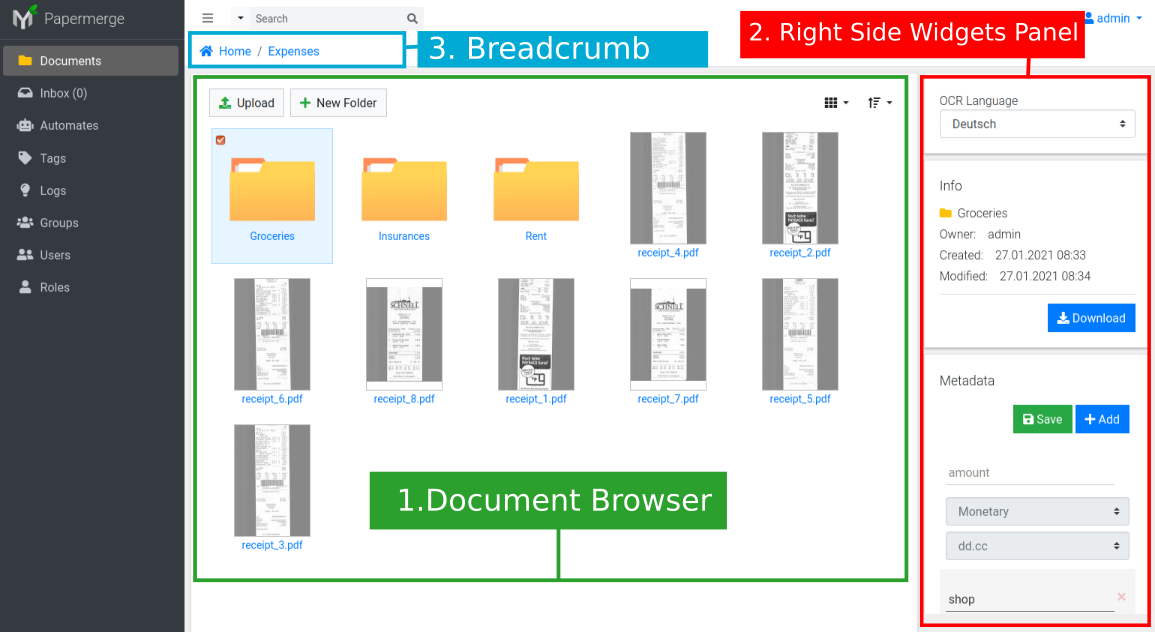 Papermerge
Search
admin
Documents
Inbox (0)
Automates
Tags
Logs
Groups
Users
Roles
Home / Expenses
3. Breadcrumb
2. Right Side Widgets Panel
Upload
New Folder
Groceries
Insurances
Rent
receipt_4.pdf
receipt_2.pdf
receipt_6.pdf
receipt_8.pdf
receipt_1.pdf
receipt_7.pdf
receipt_5.pdf
receipt_3.pdf
SCHNELL
SCHNELL
1.Document Browser
OCR Language
Deutsch
Info
Groceries
Owner: admin
Created: 27.01.2021 08:33
Modified: 27.01.2021 08:34
Download
Metadata
Save
Add
amount
Monetary
dd.cc
shop